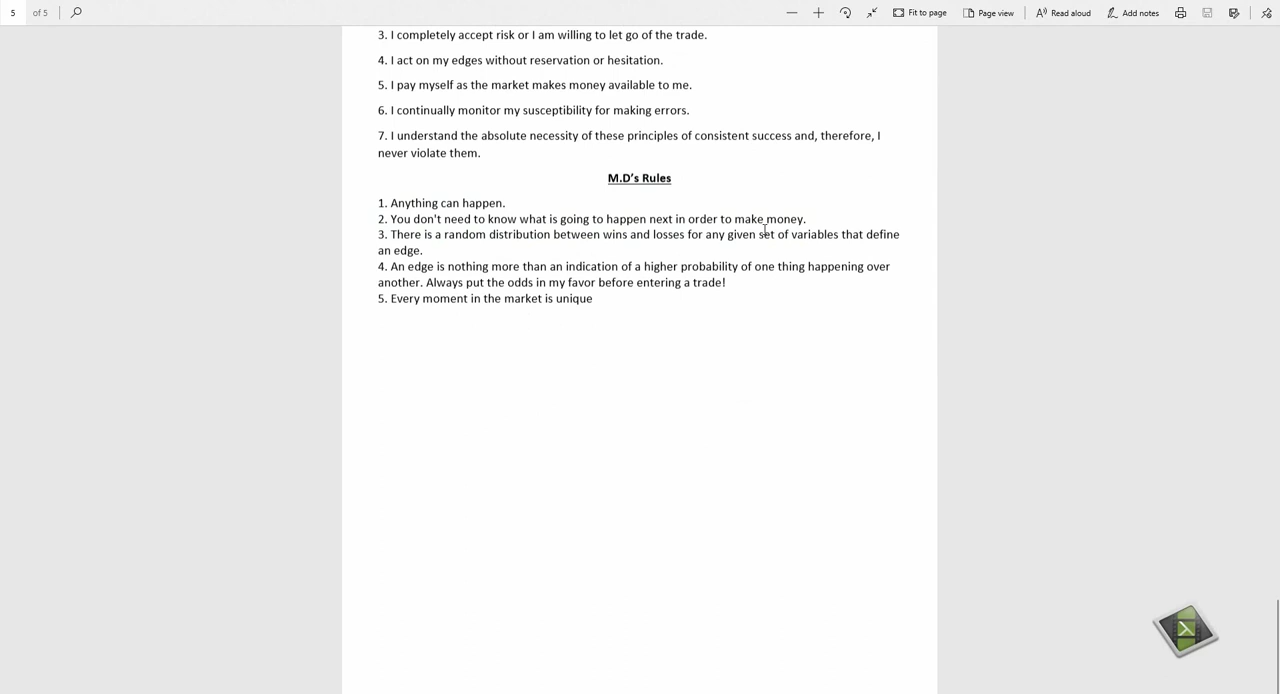 5 of 5 Fit to page Page view Read aloud Add notes
3. I completely accept risk or I am willing to let go of the trade.
4. I act on my edges without reservation or hesitation.
5. I pay myself as the market makes money available to me.
6. I continually monitor my susceptibility for making errors.
7. I understand the absolute necessity of these principles of consistent success and, therefore, I
never violate them.
M.D’s Rules
1. Anything can happen.
2. You don't need to know what is going to happen next in order to make money.
3. There is a random distribution between wins and losses for any given set of variables that define
an edge.
4. An edge is nothing more than an indication of a higher probability of one thing happening over
another. Always put the odds in my favor before entering a trade!
5. Every moment in the market is unique